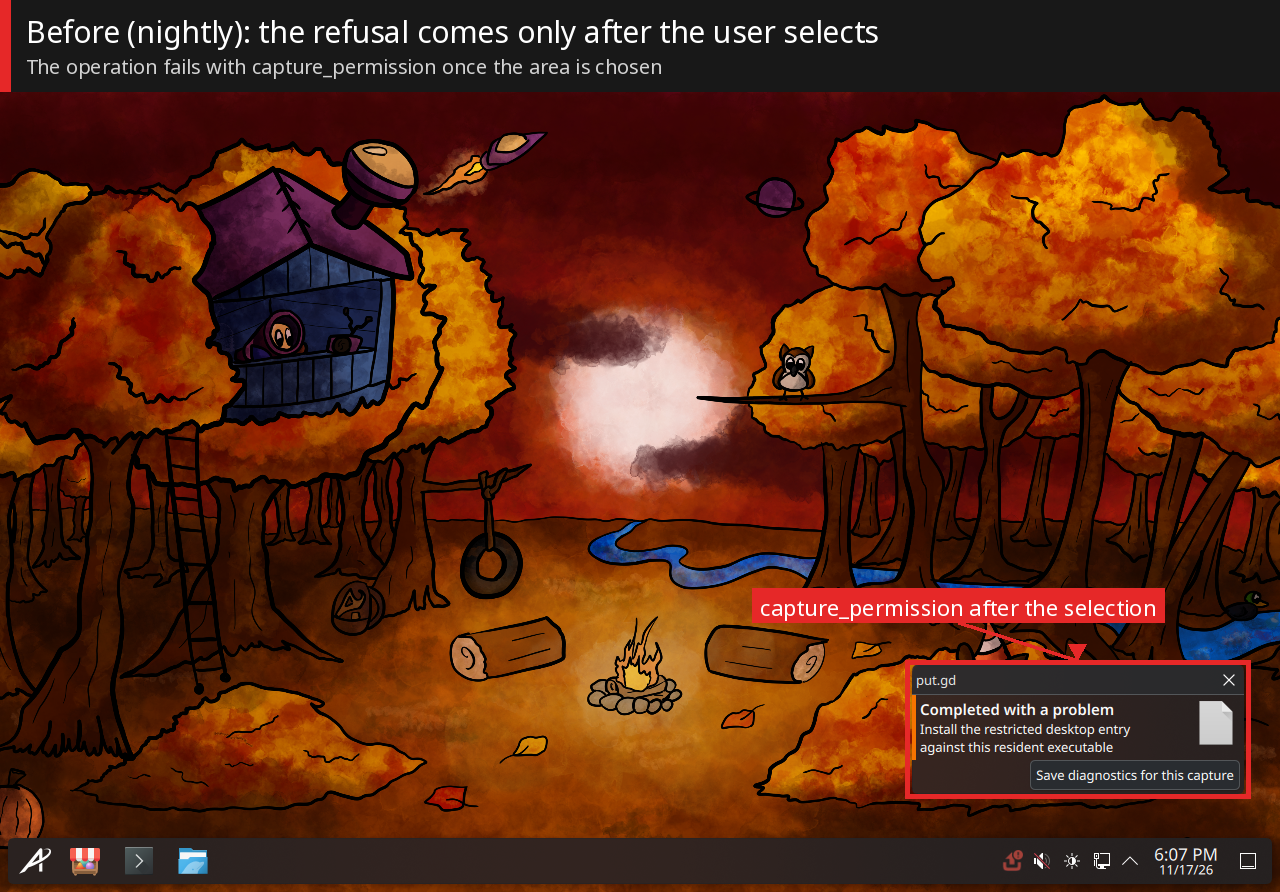 Before (nightly): the refusal comes only after the user selects
The operation fails with capture_permission once the area is chosen
capture_permission after the selection
put.gd
Completed with a problem
Install the restricted desktop entry
against this resident executable
Save diagnostics for this capture
6:07 PM
11/17/26